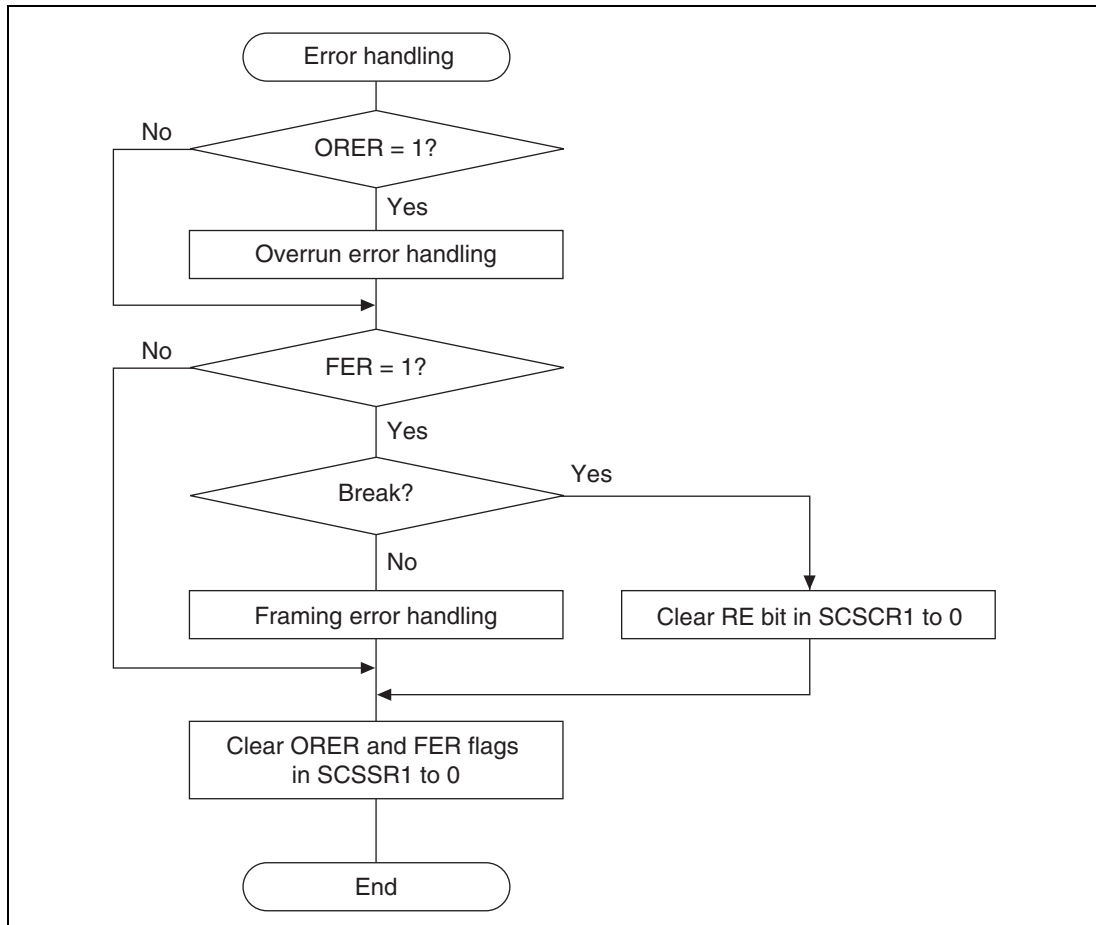 Error handling
No
ORER = 1?
Yes
Overrun error handling
No
FER = 1?
Yes
Break?
Yes
No
Framing error handling
Clear RE bit in SCSCR1 to 0
Clear ORER and FER flags
in SCSSR1 to 0
End